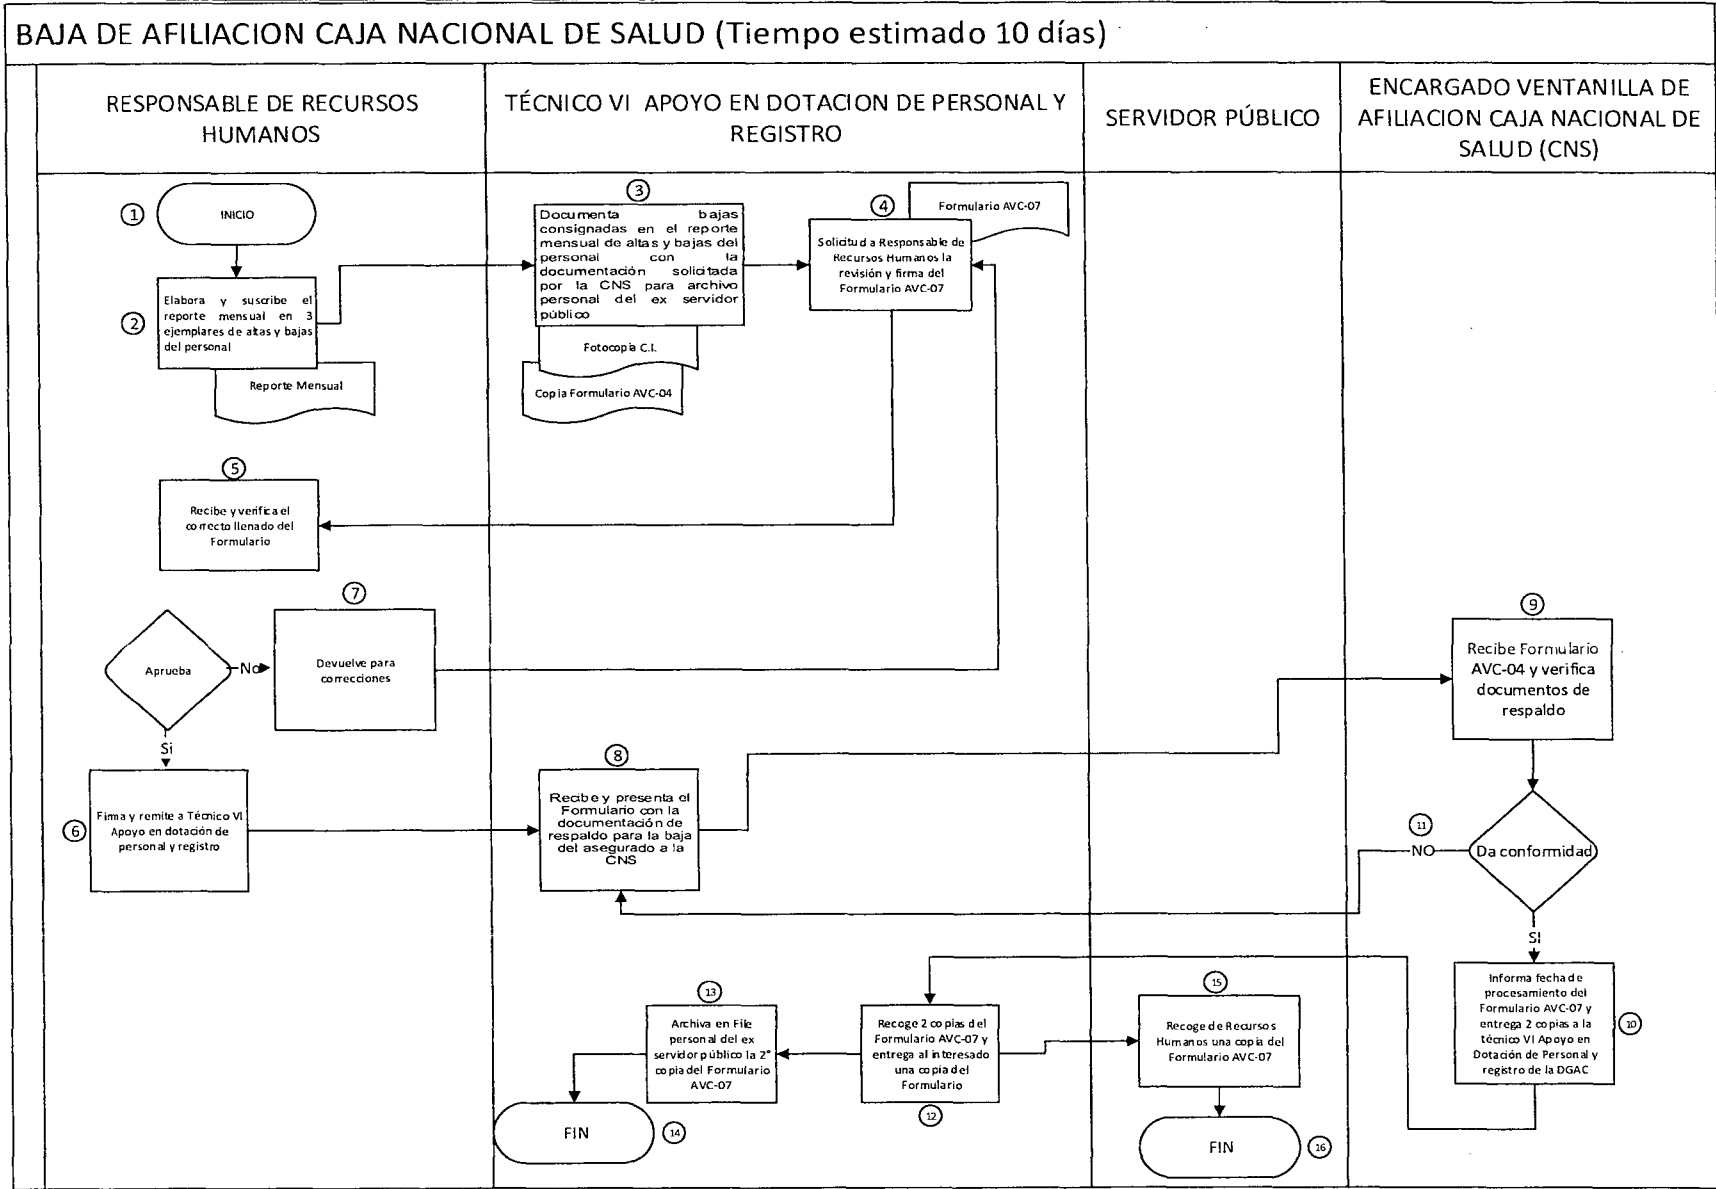 BAJA DE AFILIACION CAJA NACIONAL DE SALUD (Tiempo estimado 10 días)
RESPONSABLE DE RECURSOS
HUMANOS
TÉCNICO VI APOYO EN DOTACION DE PERSONAL Y
REGISTRO
SERVIDOR PÚBLICO
ENCARGADO VENTANILLA DE
AFILIACION CAJA NACIONAL DE
SALUD (CNS)
1
INICIO
2
Elabora y suscribe el
reporte mensual en 3
ejemplares de altas y bajas
del personal
Reporte Mensual
3
Documenta bajas
consignadas en el reporte
mensual de altas y bajas del
personal con la
documentación solicitada
por la CNS para archivo
personal del ex servidor
público
Fotocopia C.I.
Copia Formulario AVC-04
4
Formulario AVC-07
Solicitud a Responsable de
Recursos Humanos la
revisión y firma del
Formulario AVC-07
5
Recibe y verifica el
correcto llenado del
Formulario
7
Aprueba
No
Devuelve para
correcciones
Si
6
Firma y remite a Técnico VI
Apoyo en dotación de
personal y registro
8
Recibe y presenta el
Formulario con la
documentación de
respaldo para la baja
del asegurado a la
CNS
9
Recibe Formulario
AVC-04 y verifica
documentos de
respaldo
11
NO
Da conformidad
SI
10
Informa fecha de
procesamiento del
Formulario AVC-07 y
entrega 2 copias a la
técnico VI Apoyo en
Dotación de Personal y
registro de la DGAC
13
Archiva en File
personal del ex
servidor público la 2°
copia del Formulario
AVC-07
Recoge 2 copias del
Formulario AVC-07 y
entrega al interesado
una copia del
Formulario
12
15
Recoge de Recursos
Humanos una copia del
Formulario AVC-07
FIN
14
FIN
16